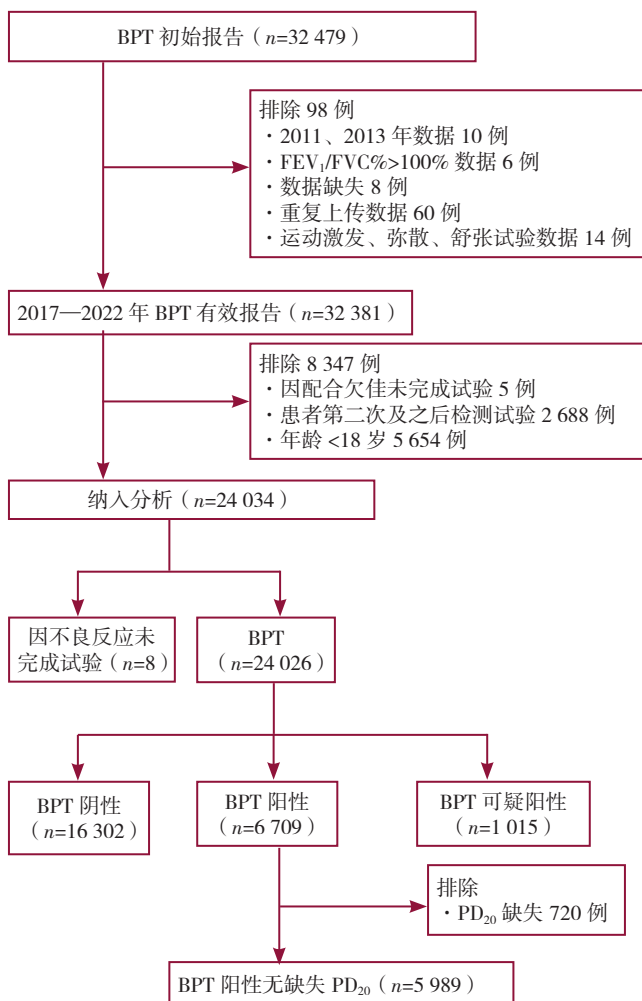 BPT 初始报告（n=32 479）
排除 98 例
·2011、2013 年数据 10 例
·FEV₁/FVC%>100% 数据 6 例
·数据缺失 8 例
·重复上传数据 60 例
·运动激发、弥散、舒张试验数据 14 例
2017—2022 年 BPT 有效报告（n=32 381）
排除 8 347 例
·因配合欠佳未完成试验 5 例
·患者第二次及之后检测试验 2 688 例
·年龄 <18 岁 5 654 例
纳入分析（n=24 034）
因不良反应未
完成试验（n=8）
BPT
（n=24 026）
BPT 阴性
（n=16 302）
BPT 阳性
（n=6 709）
BPT 可疑阳性
（n=1 015）
排除
·PD₂₀ 缺失 720 例
BPT 阳性无缺失 PD₂₀（n=5 989）